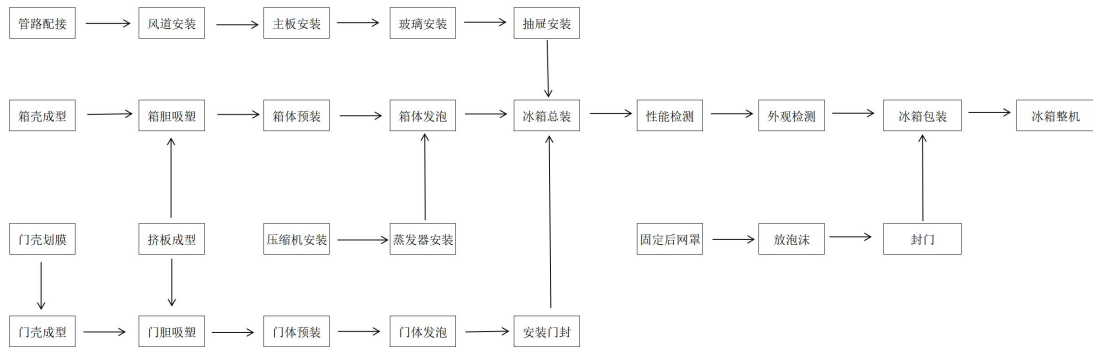 管路配接
风道安装
主板安装
玻璃安装
抽屉安装
箱壳成型
箱胆吸塑
箱体预装
箱体发泡
冰箱总装
性能检测
外观检测
冰箱包装
冰箱整机
门壳划膜
挤板成型
压缩机安装
蒸发器安装
固定后网罩
放泡沫
封门
门壳成型
门胆吸塑
门体预装
门体发泡
安装门封